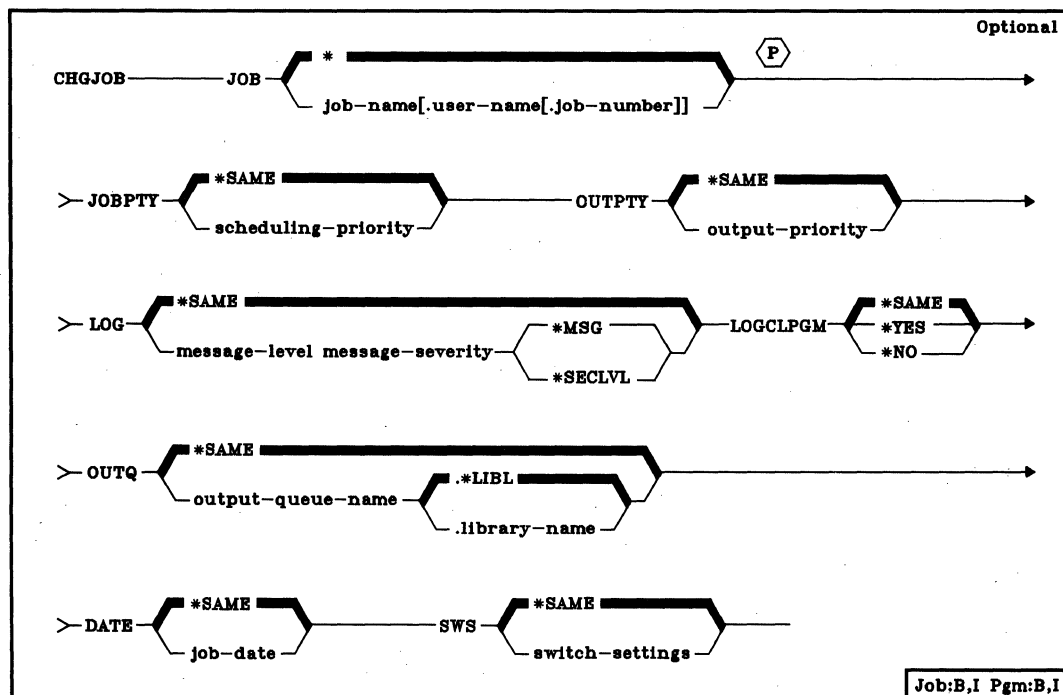 Optional
*
P
CHGJOB JOB
job-name[.user-name[.job-number]]
*SAME *SAME
JOBPTY OUTPTY
scheduling-priority output-priority
*SAME *SAME
LOG *MSG LOGCLPGM *YES
message-level message-severity *NO
*SECLVL
*SAME
OUTQ .*LIBL
output-queue-name
.library-name
*SAME *SAME
DATE SWS
job-date switch-settings
Job:B,I Pgm:B,I